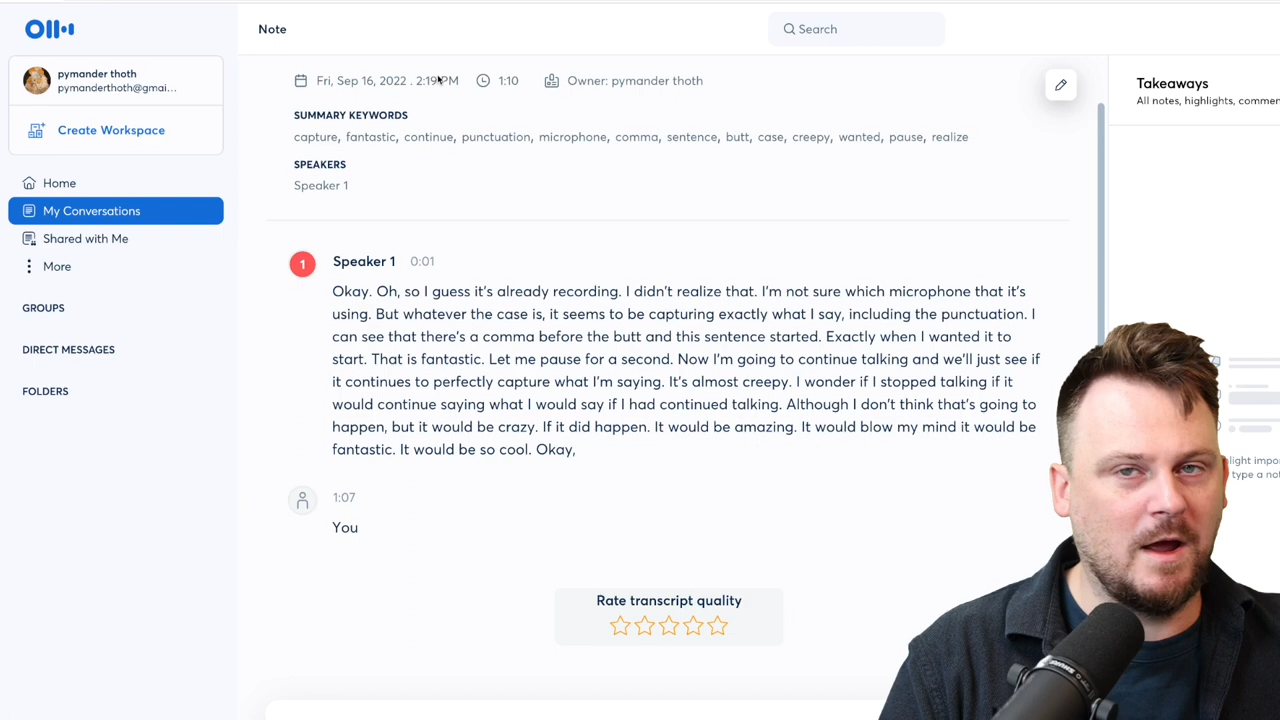 Note
Search
pymander thoth
pymanderthoth@gmai...
Create Workspace
Home
My Conversations
Shared with Me
More
GROUPS
DIRECT MESSAGES
FOLDERS
Fri, Sep 16, 2022 . 2:19 PM
1:10
Owner: pymander thoth
SUMMARY KEYWORDS
capture, fantastic, continue, punctuation, microphone, comma, sentence, butt, case, creepy, wanted, pause, realize
SPEAKERS
Speaker 1
1
Speaker 1 0:01
Okay. Oh, so I guess it's already recording. I didn't realize that. I'm not sure which microphone that it's
using. But whatever the case is, it seems to be capturing exactly what I say, including the punctuation. I
can see that there's a comma before the butt and this sentence started. Exactly when I wanted it to
start. That is fantastic. Let me pause for a second. Now I'm going to continue talking and we'll just see if
it continues to perfectly capture what I'm saying. It's almost creepy. I wonder if I stopped talking if it
would continue saying what I would say if I had continued talking. Although I don't think that's going to
happen, but it would be crazy. If it did happen. It would be amazing. It would blow my mind it would be
fantastic. It would be so cool. Okay,
1:07
You
Rate transcript quality
Takeaways
All notes, highlights, commen
light impo
type a not